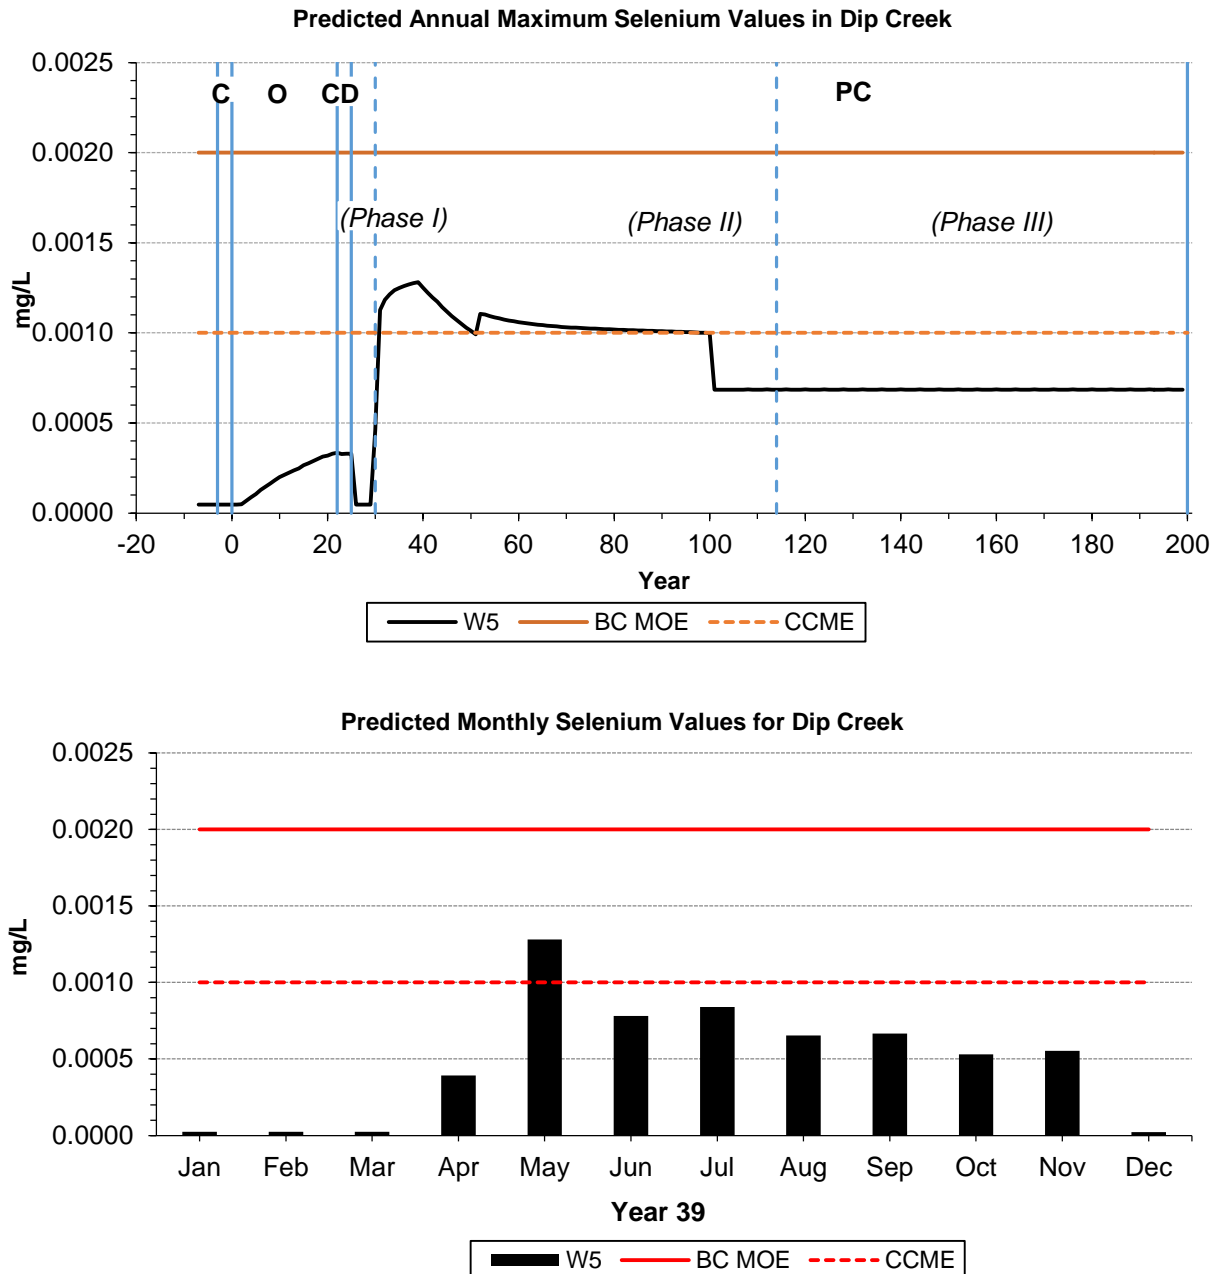 Predicted Annual Maximum Selenium Values in Dip Creek
0.0025
C O CD PC
0.0020
(Phase I) (Phase II) (Phase III)
0.0015
mg/L
0.0010
0.0005
0.0000
-20 0 20 40 60 80 100 120 140 160 180 200
Year
W5 BC MOE CCME
Predicted Monthly Selenium Values for Dip Creek
0.0025
0.0020
0.0015
mg/L
0.0010
0.0005
0.0000
Jan Feb Mar Apr May Jun Jul Aug Sep Oct Nov Dec
Year 39
W5 BC MOE CCME